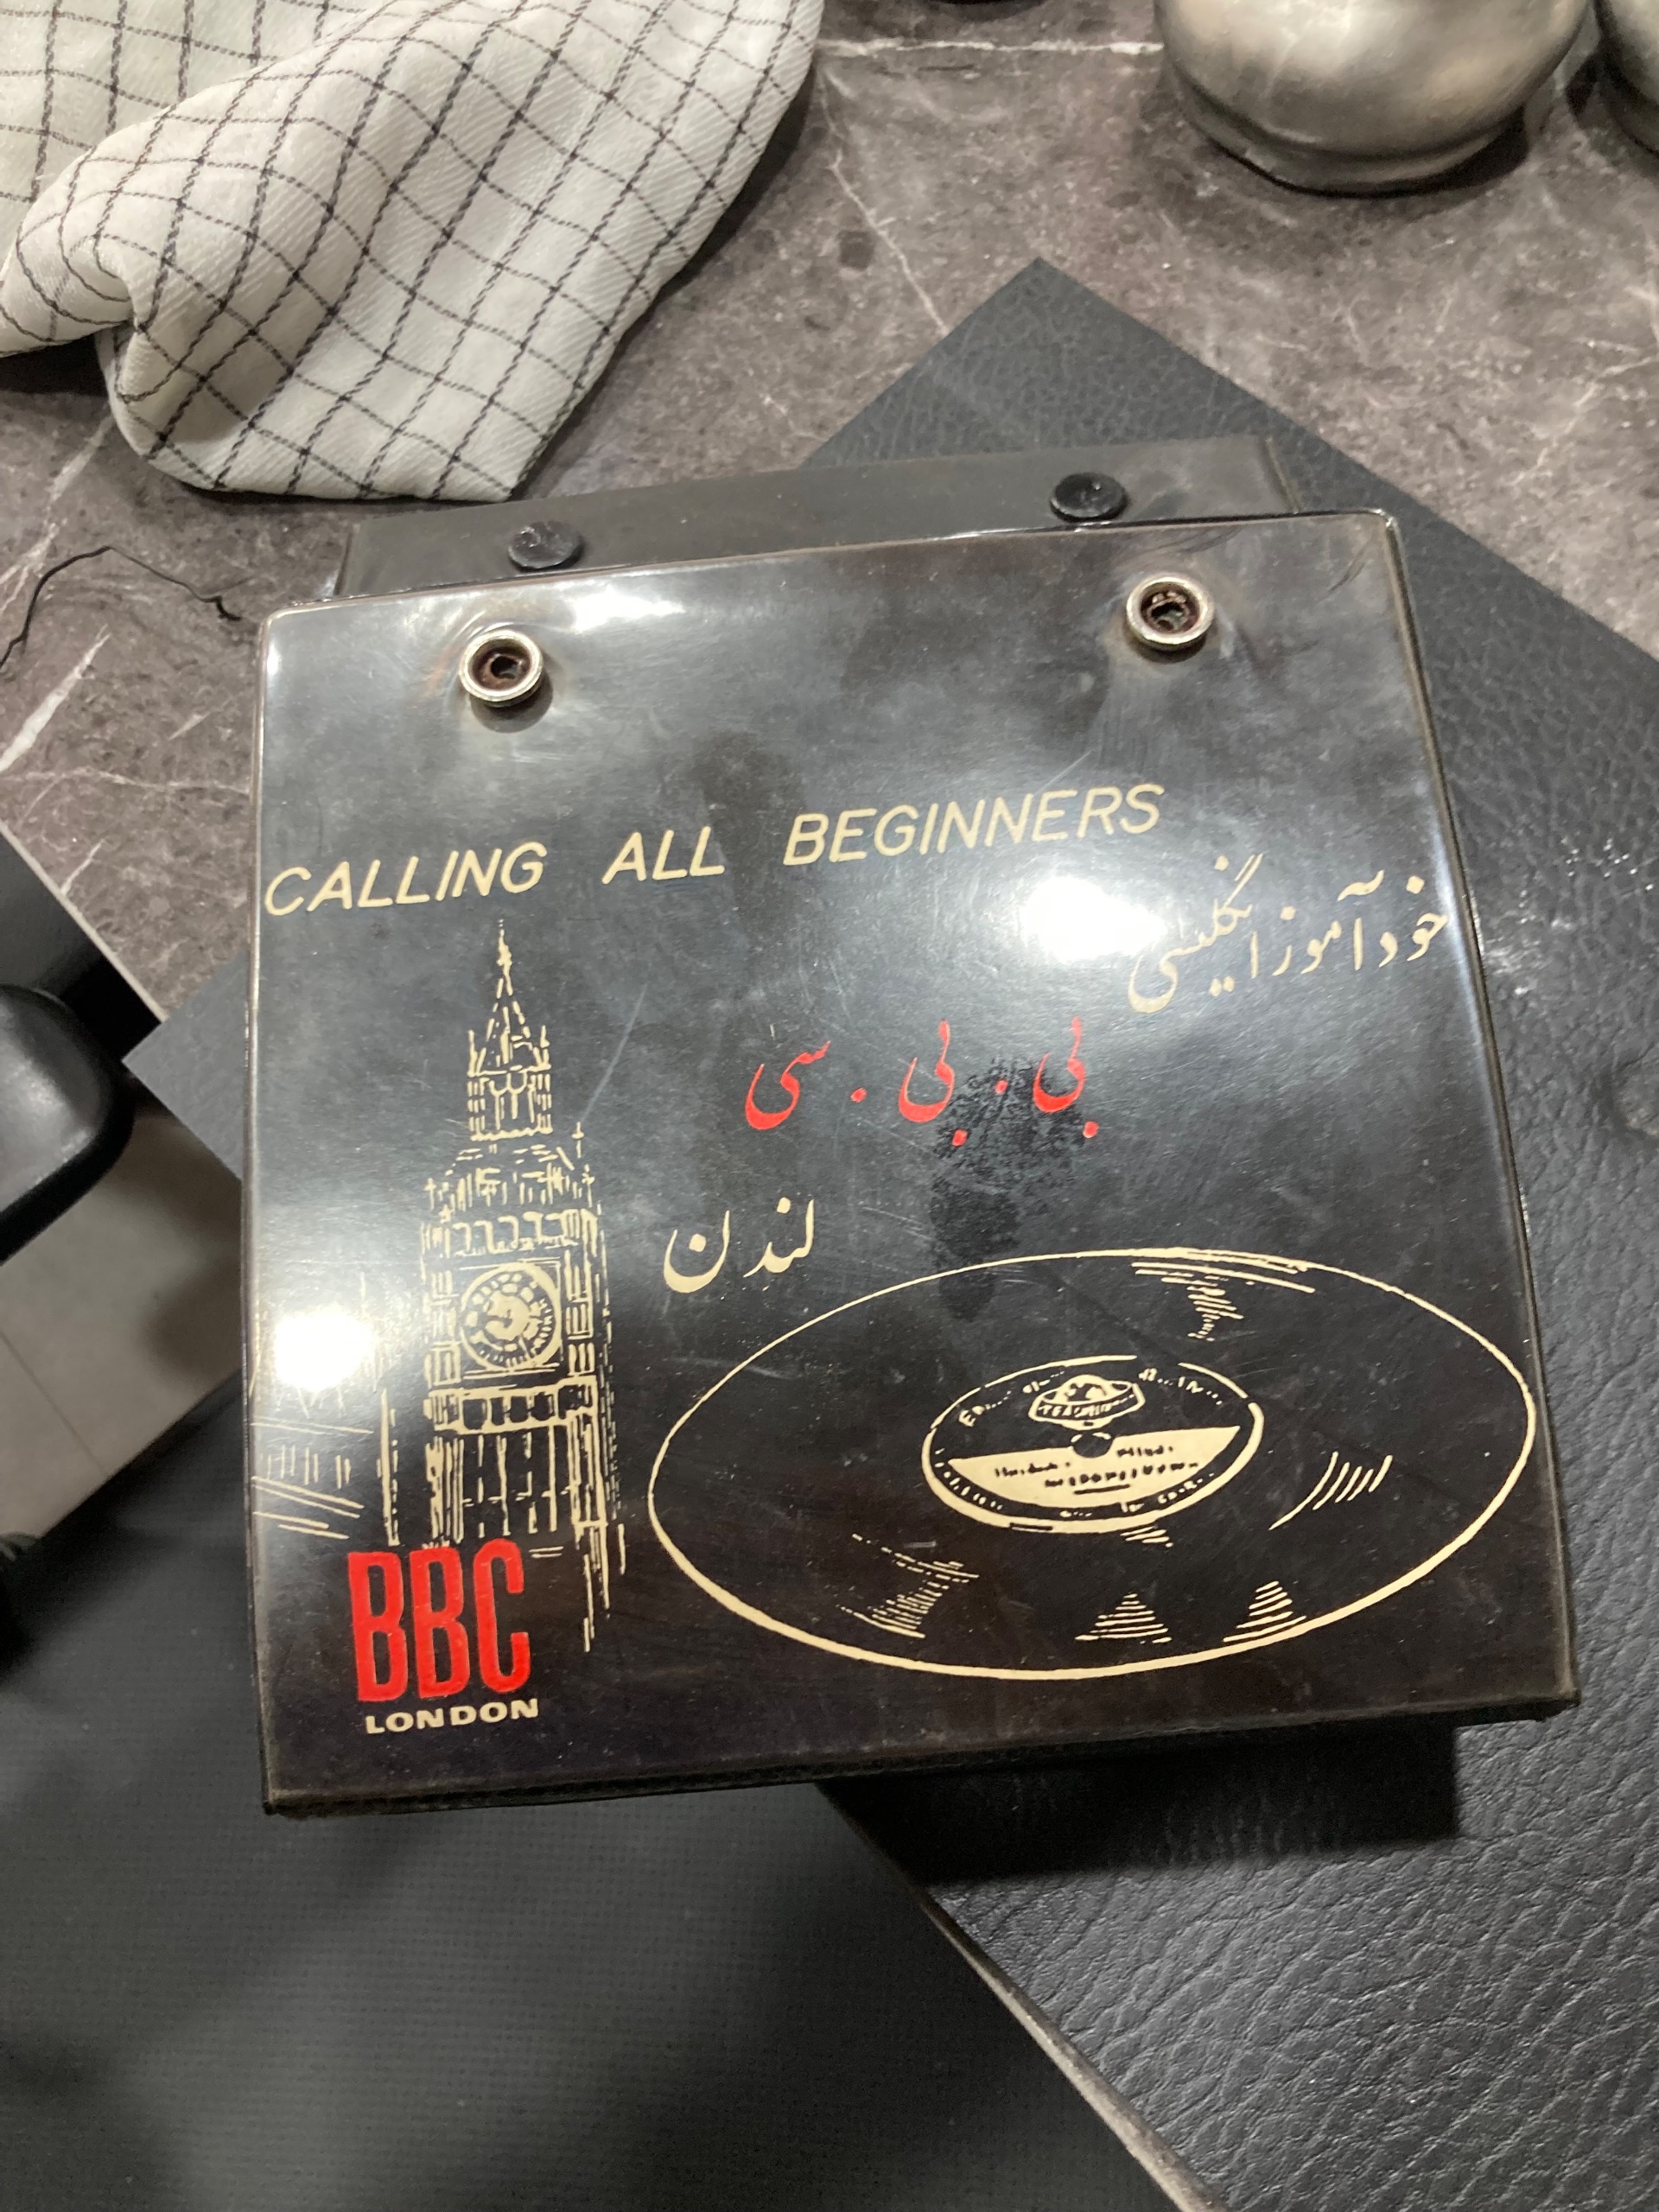 CALLING ALL BEGINNERS
خودآموز انگلیسی
بی . بی . سی
لندن
BBC
LONDON